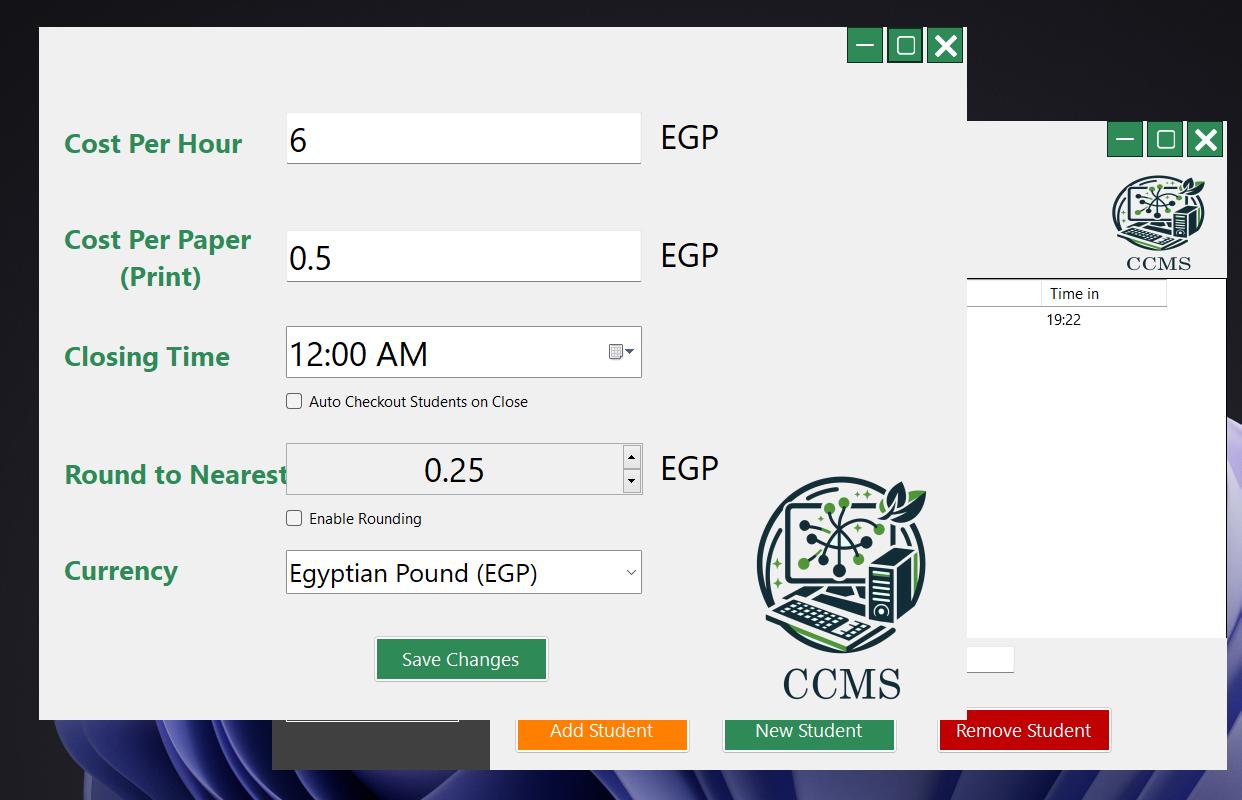 Cost Per Hour
6
EGP
Cost Per Paper
(Print)
0.5
EGP
Closing Time
12:00 AM
Auto Checkout Students on Close
Round to Nearest
0.25
EGP
Enable Rounding
Currency
Egyptian Pound (EGP)
Save Changes
CCMS
CCMS
Time in
19:22
Add Student
New Student
Remove Student